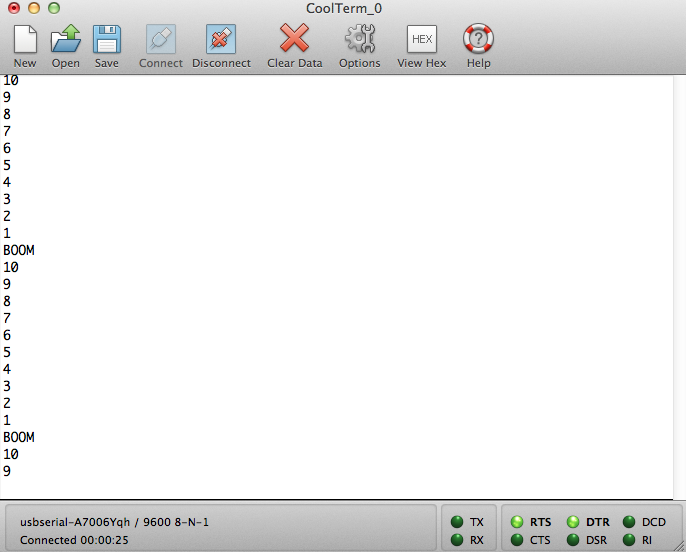 CoolTerm_0
New Open Save Connect Disconnect Clear Data Options View Hex Help
HEX
10
9
8
7
6
5
4
3
2
1
BOOM
10
9
8
7
6
5
4
3
2
1
BOOM
10
9
usbserial-A7006Yqh / 9600 8-N-1
Connected 00:00:25
TX RTS DTR DCD
RX CTS DSR RI